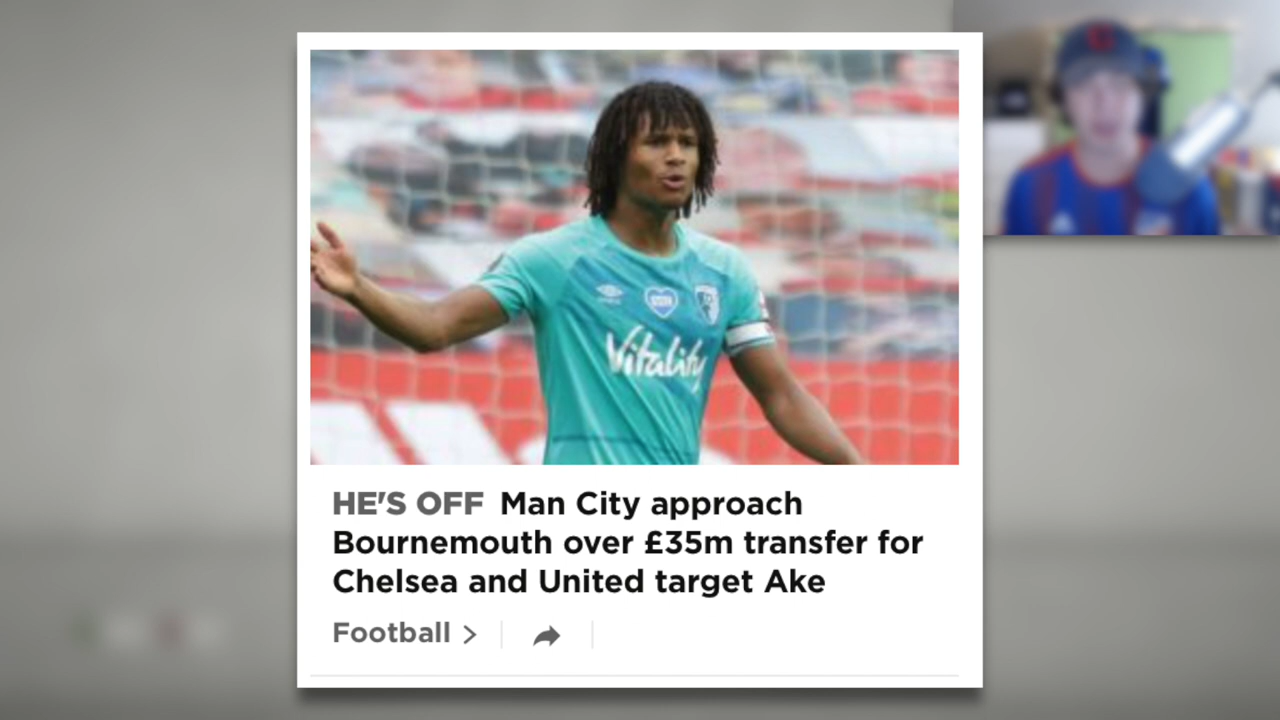 Vitality
HE'S OFF Man City approach
Bournemouth over £35m transfer for
Chelsea and United target Ake
Football >